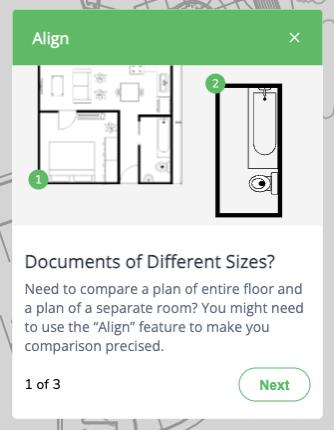 Align
×
2
1
Documents of Different Sizes?
Need to compare a plan of entire floor and
a plan of a separate room? You might need
to use the “Align” feature to make you
comparison precised.
1 of 3
Next